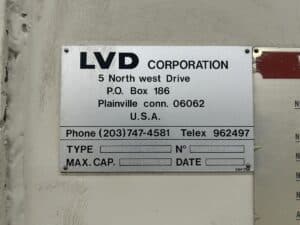 LVD CORPORATION
5 North west Drive
P.O. Box 186
Plainville conn. 06062
U.S.A.
Phone (203) 747-4581 Telex 962497
TYPE N°
MAX. CAP. DATE